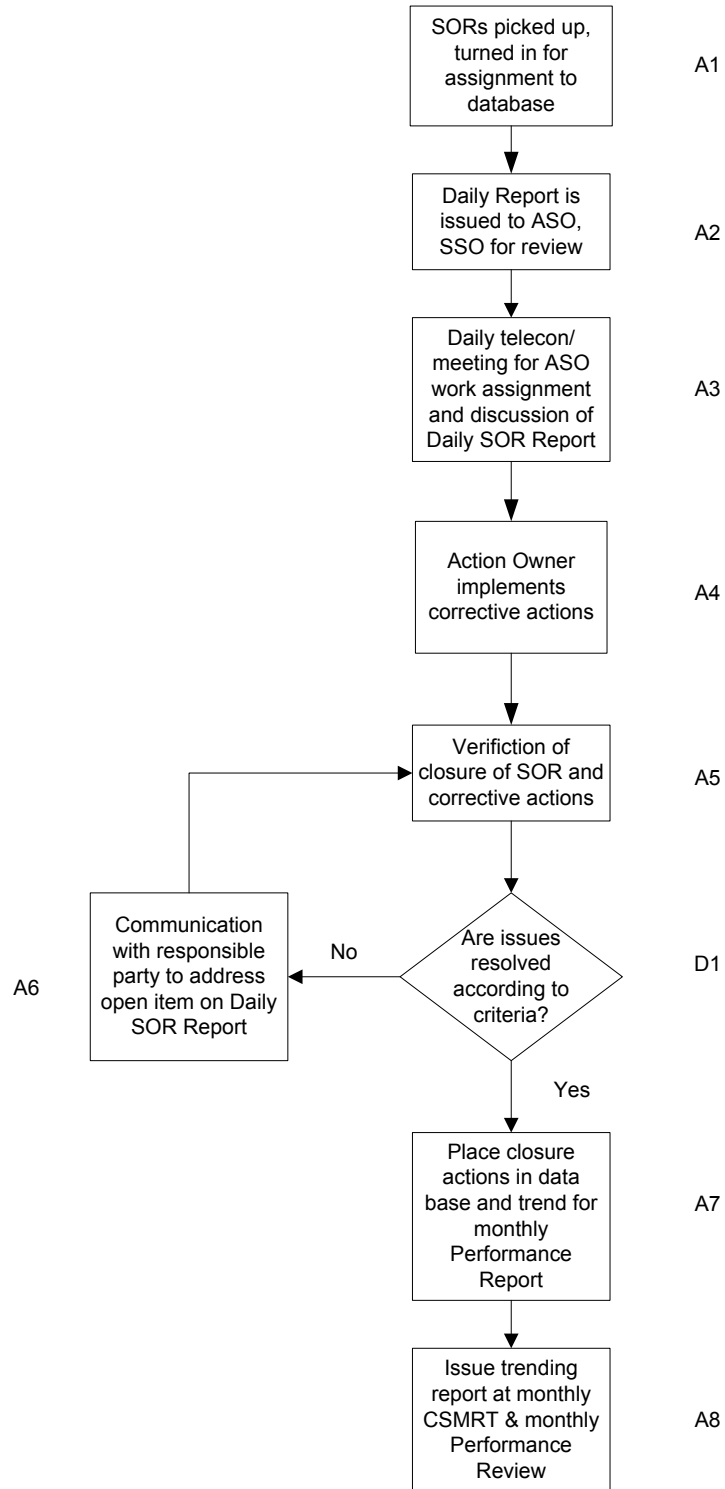 SORs picked up,
turned in for
assignment to
database
A1
Daily Report is
issued to ASO,
SSO for review
A2
Daily telecon/
meeting for ASO
work assignment
and discussion of
Daily SOR Report
A3
Action Owner
implements
corrective actions
A4
Verifiction of
closure of SOR and
corrective actions
A5
Are issues
resolved
according to
criteria?
D1
No
Communication
with responsible
party to address
open item on Daily
SOR Report
A6
Yes
Place closure
actions in data
base and trend for
monthly
Performance
Report
A7
Issue trending
report at monthly
CSMRT & monthly
Performance
Review
A8